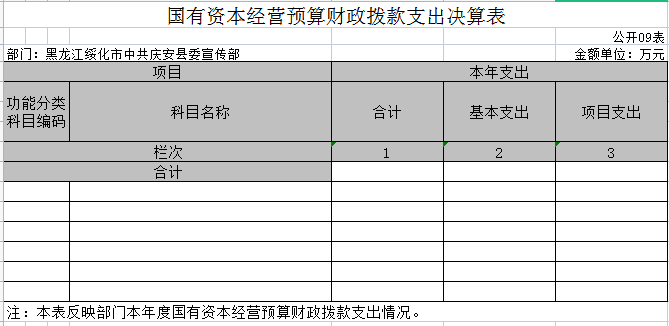 国有资本经营预算财政拨款支出决算表
公开09表
部门：黑龙江绥化市中共庆安县委宣传部 金额单位：万元
项目 本年支出
功能分类科目编码 科目名称 合计 基本支出 项目支出
栏次 1 2 3
合计
注：本表反映部门本年度国有资本经营预算财政拨款支出情况。